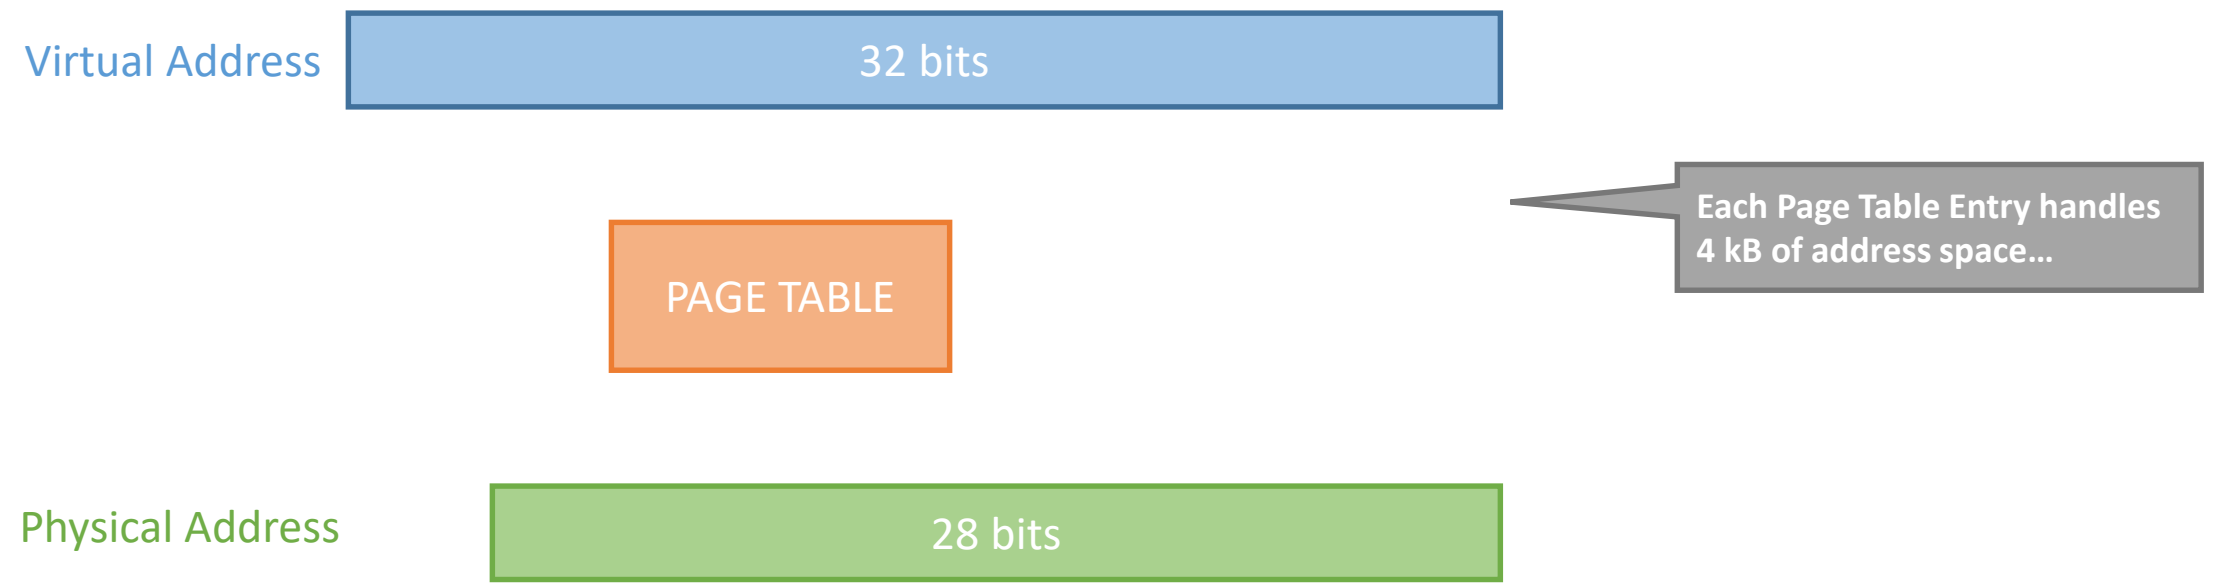 Virtual Address
32 bits
Each Page Table Entry handles
4 kB of address space…
PAGE TABLE
Physical Address
28 bits